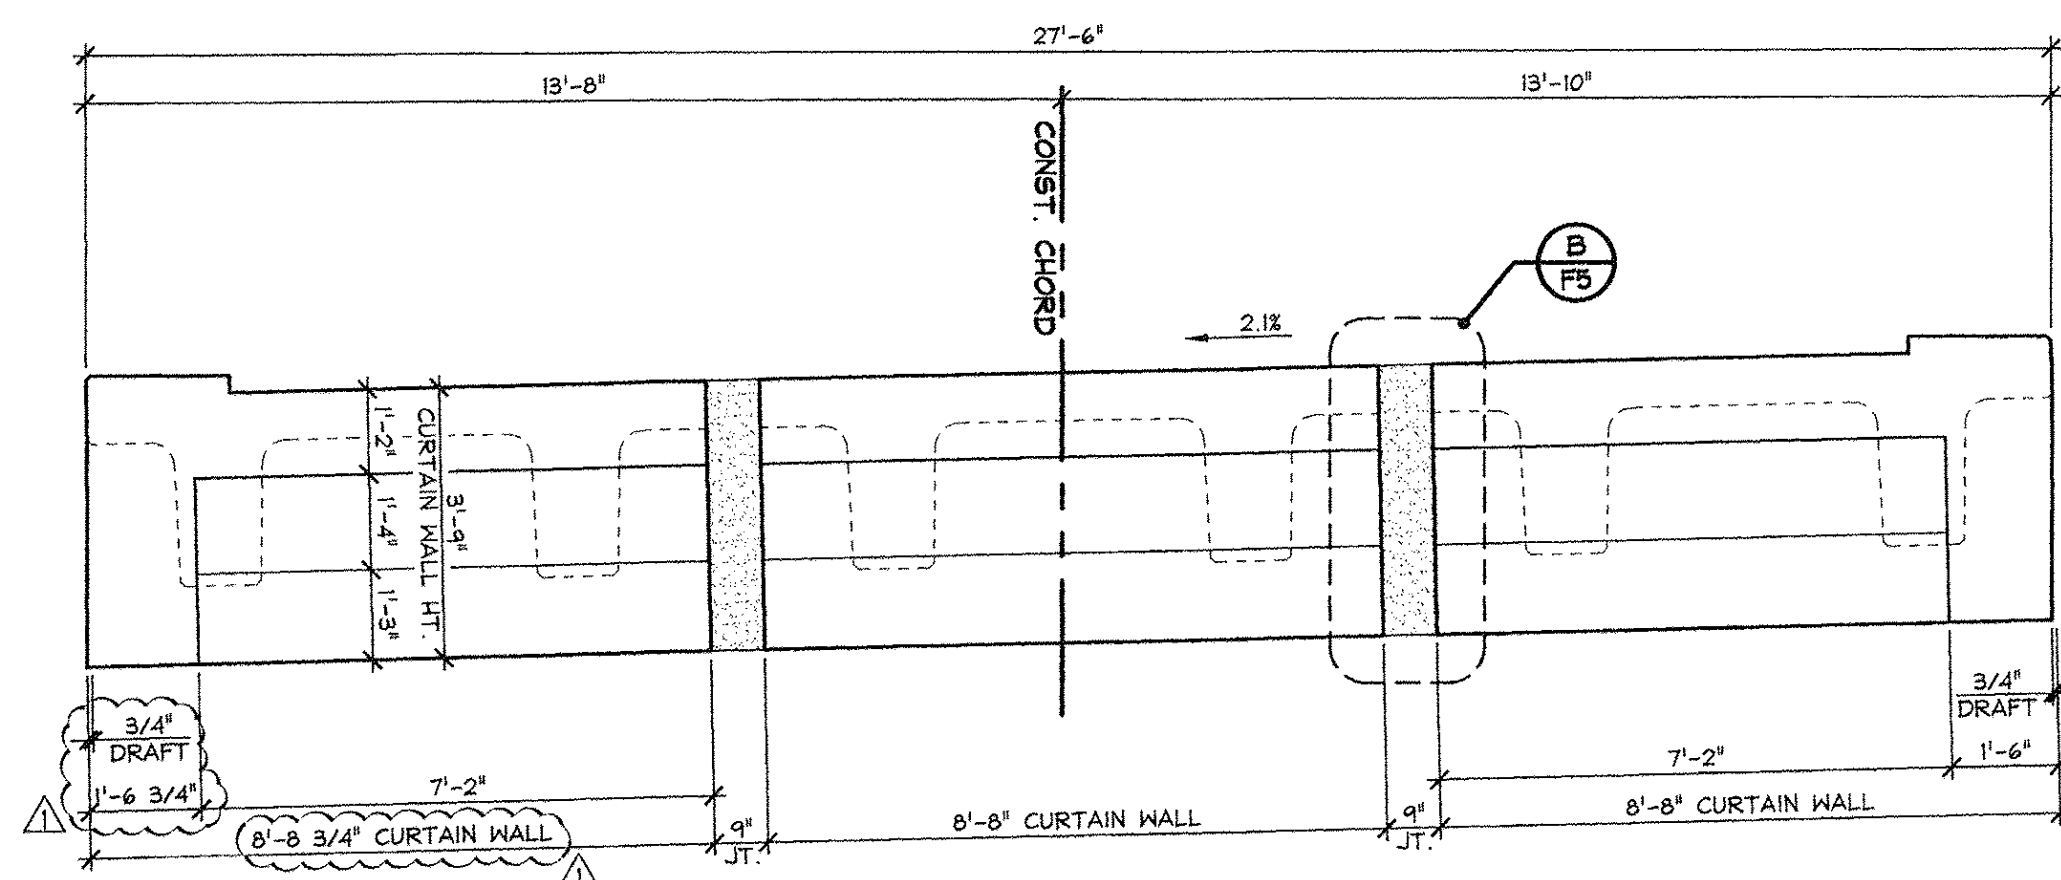 27'-6"
13'-8"
13'-10"
CONST. CHORD
B
F5
2.1%
1'-2"
1'-4"
1'-3"
CURTAIN WALL HT.
3'-9"
3/4"
DRAFT
1'-6 3/4"
7'-2"
1
8'-8 3/4" CURTAIN WALL
1
9"
JT.
8'-8" CURTAIN WALL
9"
JT.
3/4"
DRAFT
7'-2"
1'-6"
8'-8" CURTAIN WALL